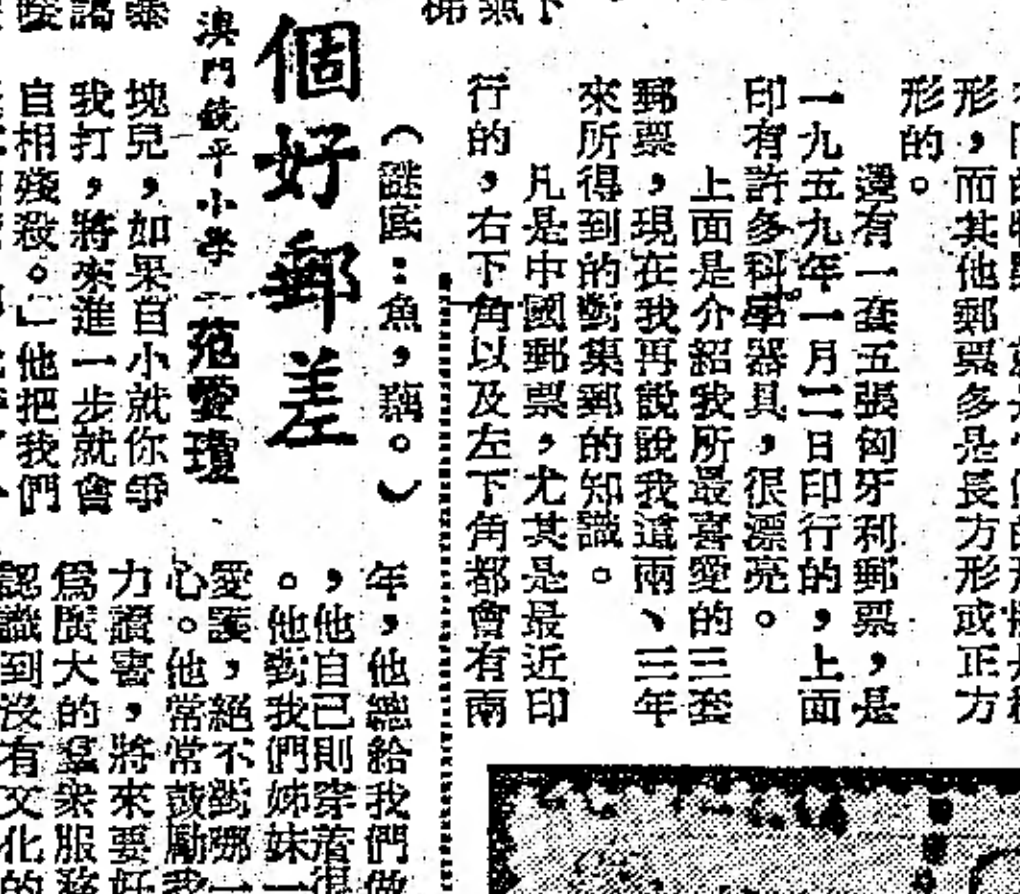 形，而其他郵票多是長方形或正方
形的。
還有一套五張匈牙利郵票，是
一九五九年一月二日印行的，上面
印有許多科學器具，很漂亮。
上面是介紹我所最喜愛的三套
郵票，現在我再說說我這兩、三年
來所得到的對集郵的知識。
凡是中國郵票，尤其是最近印
行的，右下角以及左下角都會有兩
（謎底：魚，藕。）
個好郵差
澳門鏡平小學 范愛瓊
塊兒，如果自小就你爭
我打，將來進一步就會
自相殘殺。」他把我們
年，他總給我們做
，他自己則穿着很
。他對我們姊妹一
愛護，絕不對哪一
心。他常常鼓勵我
力讀書，將來要好
爲廣大的羣衆服務
認識到沒有文化的